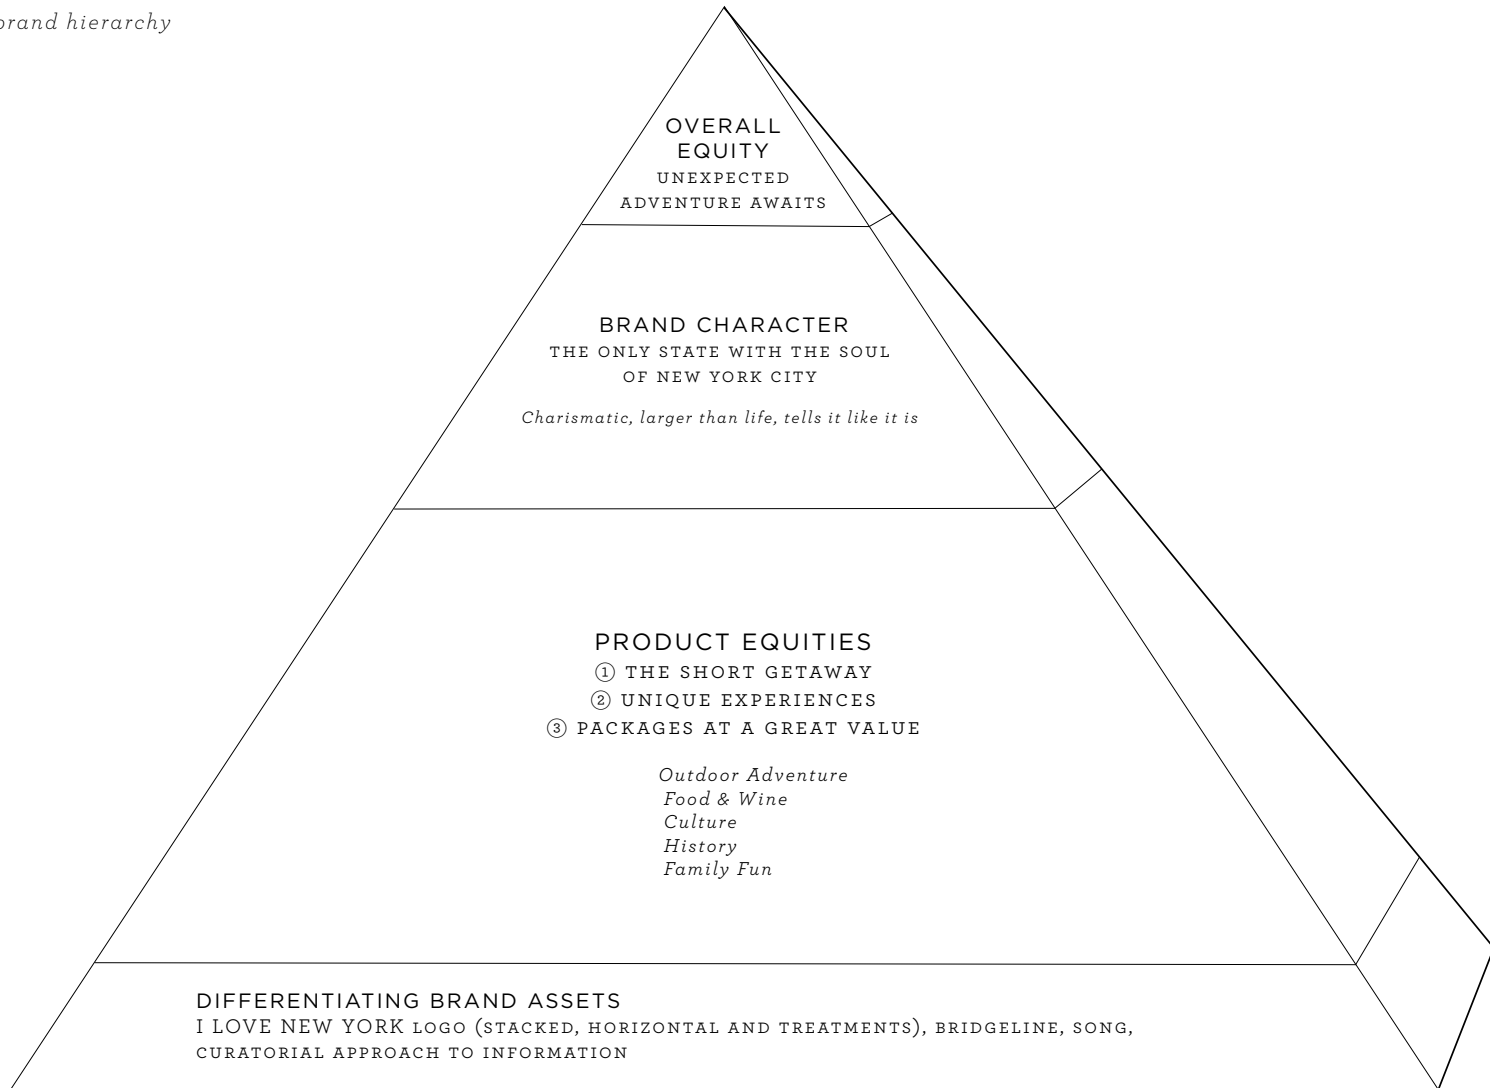 brand hierarchy
OVERALL
EQUITY
UNEXPECTED
ADVENTURE AWAITS
BRAND CHARACTER
THE ONLY STATE WITH THE SOUL
OF NEW YORK CITY
Charismatic, larger than life, tells it like it is
PRODUCT EQUITIES
① THE SHORT GETAWAY
② UNIQUE EXPERIENCES
③ PACKAGES AT A GREAT VALUE
Outdoor Adventure
Food & Wine
Culture
History
Family Fun
DIFFERENTIATING BRAND ASSETS
I LOVE NEW YORK LOGO (STACKED, HORIZONTAL AND TREATMENTS), BRIDGELINE, SONG,
CURATORIAL APPROACH TO INFORMATION